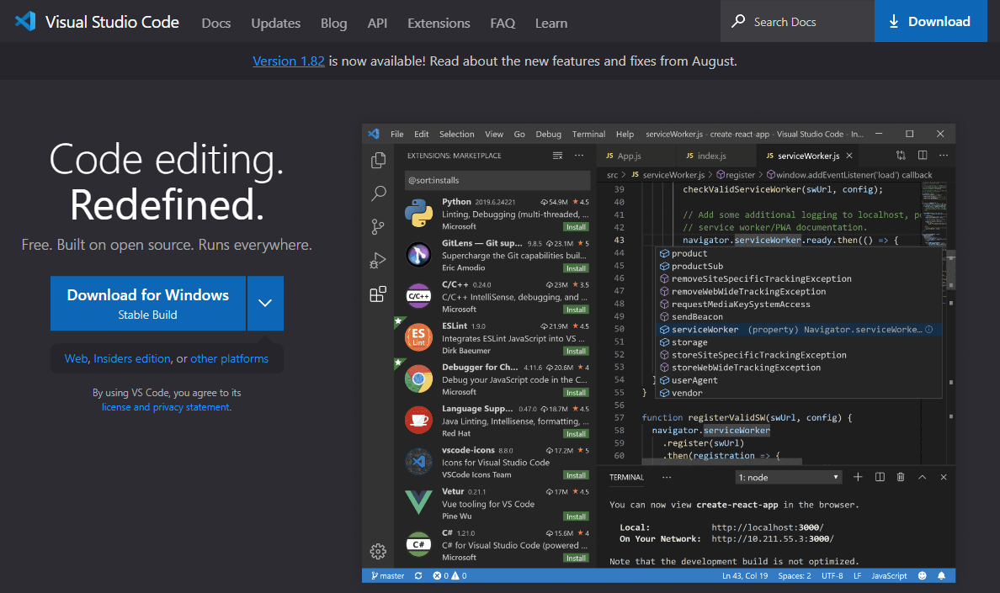 Visual Studio Code Docs Updates Blog API Extensions FAQ Learn Search Docs Download
Version 1.82 is now available! Read about the new features and fixes from August.
Code editing.
Redefined.
Free. Built on open source. Runs everywhere.
Download for Windows
Stable Build
Web, Insiders edition, or other platforms
By using VS Code, you agree to its
license and privacy statement.
File Edit Selection View Go Debug Terminal Help serviceWorker.js - create-react-app - Visual Studio Code - In...
EXTENSIONS: MARKETPLACE ···
@sort:installs
Python 2019.6.24221 54.9M ★ 4.5
Linting, Debugging (multi-threaded, ...
Microsoft Install
GitLens — Git sup... 9.8.5 23.1M ★ 5
Supercharge the Git capabilities buil...
Eric Amodio Install
C/C++ 0.24.0 23M ★ 3.5
C/C++
C/C++ IntelliSense, debugging, and ...
Microsoft Install
ESLint 1.9.0 21.9M ★ 4.5
ES
Lint
Integrates ESLint JavaScript into VS ...
Dirk Baeumer Install
Debugger for Ch... 4.11.6 20.6M ★ 4
Debug your JavaScript code in the C...
Microsoft Install
Language Supp... 0.47.0 18.7M ★ 4.5
Java Linting, Intellisense, formatting, ...
Red Hat Install
vscode-icons 8.8.0 17.2M ★ 5
Icons for Visual Studio Code
VSCode Icons Team Install
Vetur 0.21.1 17M ★ 4.5
Vue tooling for VS Code
Pine Wu Install
C# 1.21.0 15.6M ★ 4
C#
C# for Visual Studio Code (powered ...
Microsoft Install
JS App.js JS index.js JS serviceWorker.js ×
src > JS serviceWorker.js > register > window.addEventListener('load') callback
39 checkValidServiceWorker(swUrl, config);
40
41 // Add some additional logging to localhost, po
42 // service worker/PWA documentation.
43 navigator.serviceWorker.ready.then(() => {
44 product
45 productSub
46 removeSiteSpecificTrackingException
47 removeWebWideTrackingException
48 requestMediaKeySystemAccess
49 sendBeacon
50 serviceWorker (property) Navigator.serviceWorke...
51 storage
52 storeSiteSpecificTrackingException
53 storeWebWideTrackingException
54 } userAgent
55 } vendor
56
57 function registerValidSW(swUrl, config) {
58 navigator.serviceWorker
59 .register(swUrl)
60 .then(registration => {
TERMINAL ··· 1: node
You can now view create-react-app in the browser.
Local: http://localhost:3000/
On Your Network: http://10.211.55.3:3000/
Note that the development build is not optimized.
master 0 0 Ln 43, Col 19 Spaces: 2 UTF-8 LF JavaScript